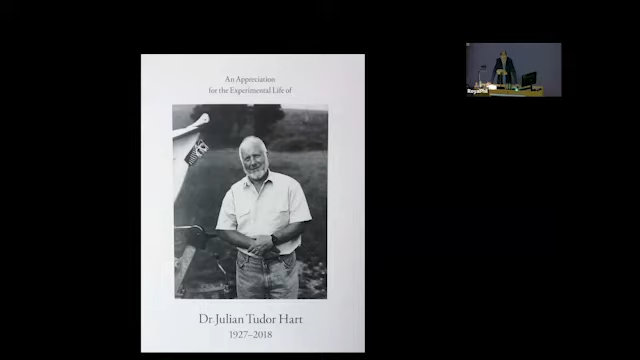 An Appreciation
for the Experimental Life of
Dr Julian Tudor Hart
1927–2018